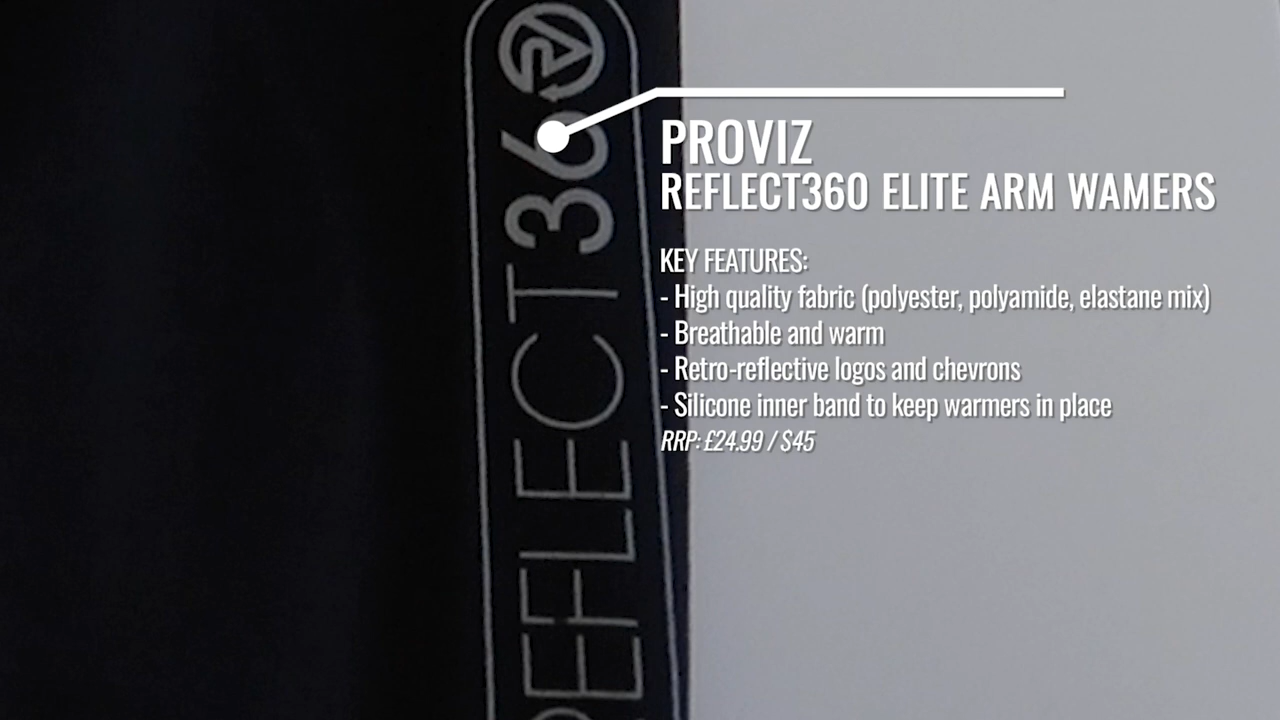 REFLECT360
PROVIZ
REFLECT360 ELITE ARM WAMERS
KEY FEATURES:
- High quality fabric (polyester, polyamide, elastane mix)
- Breathable and warm
- Retro-reflective logos and chevrons
- Silicone inner band to keep warmers in place
RRP: £24.99 / $45